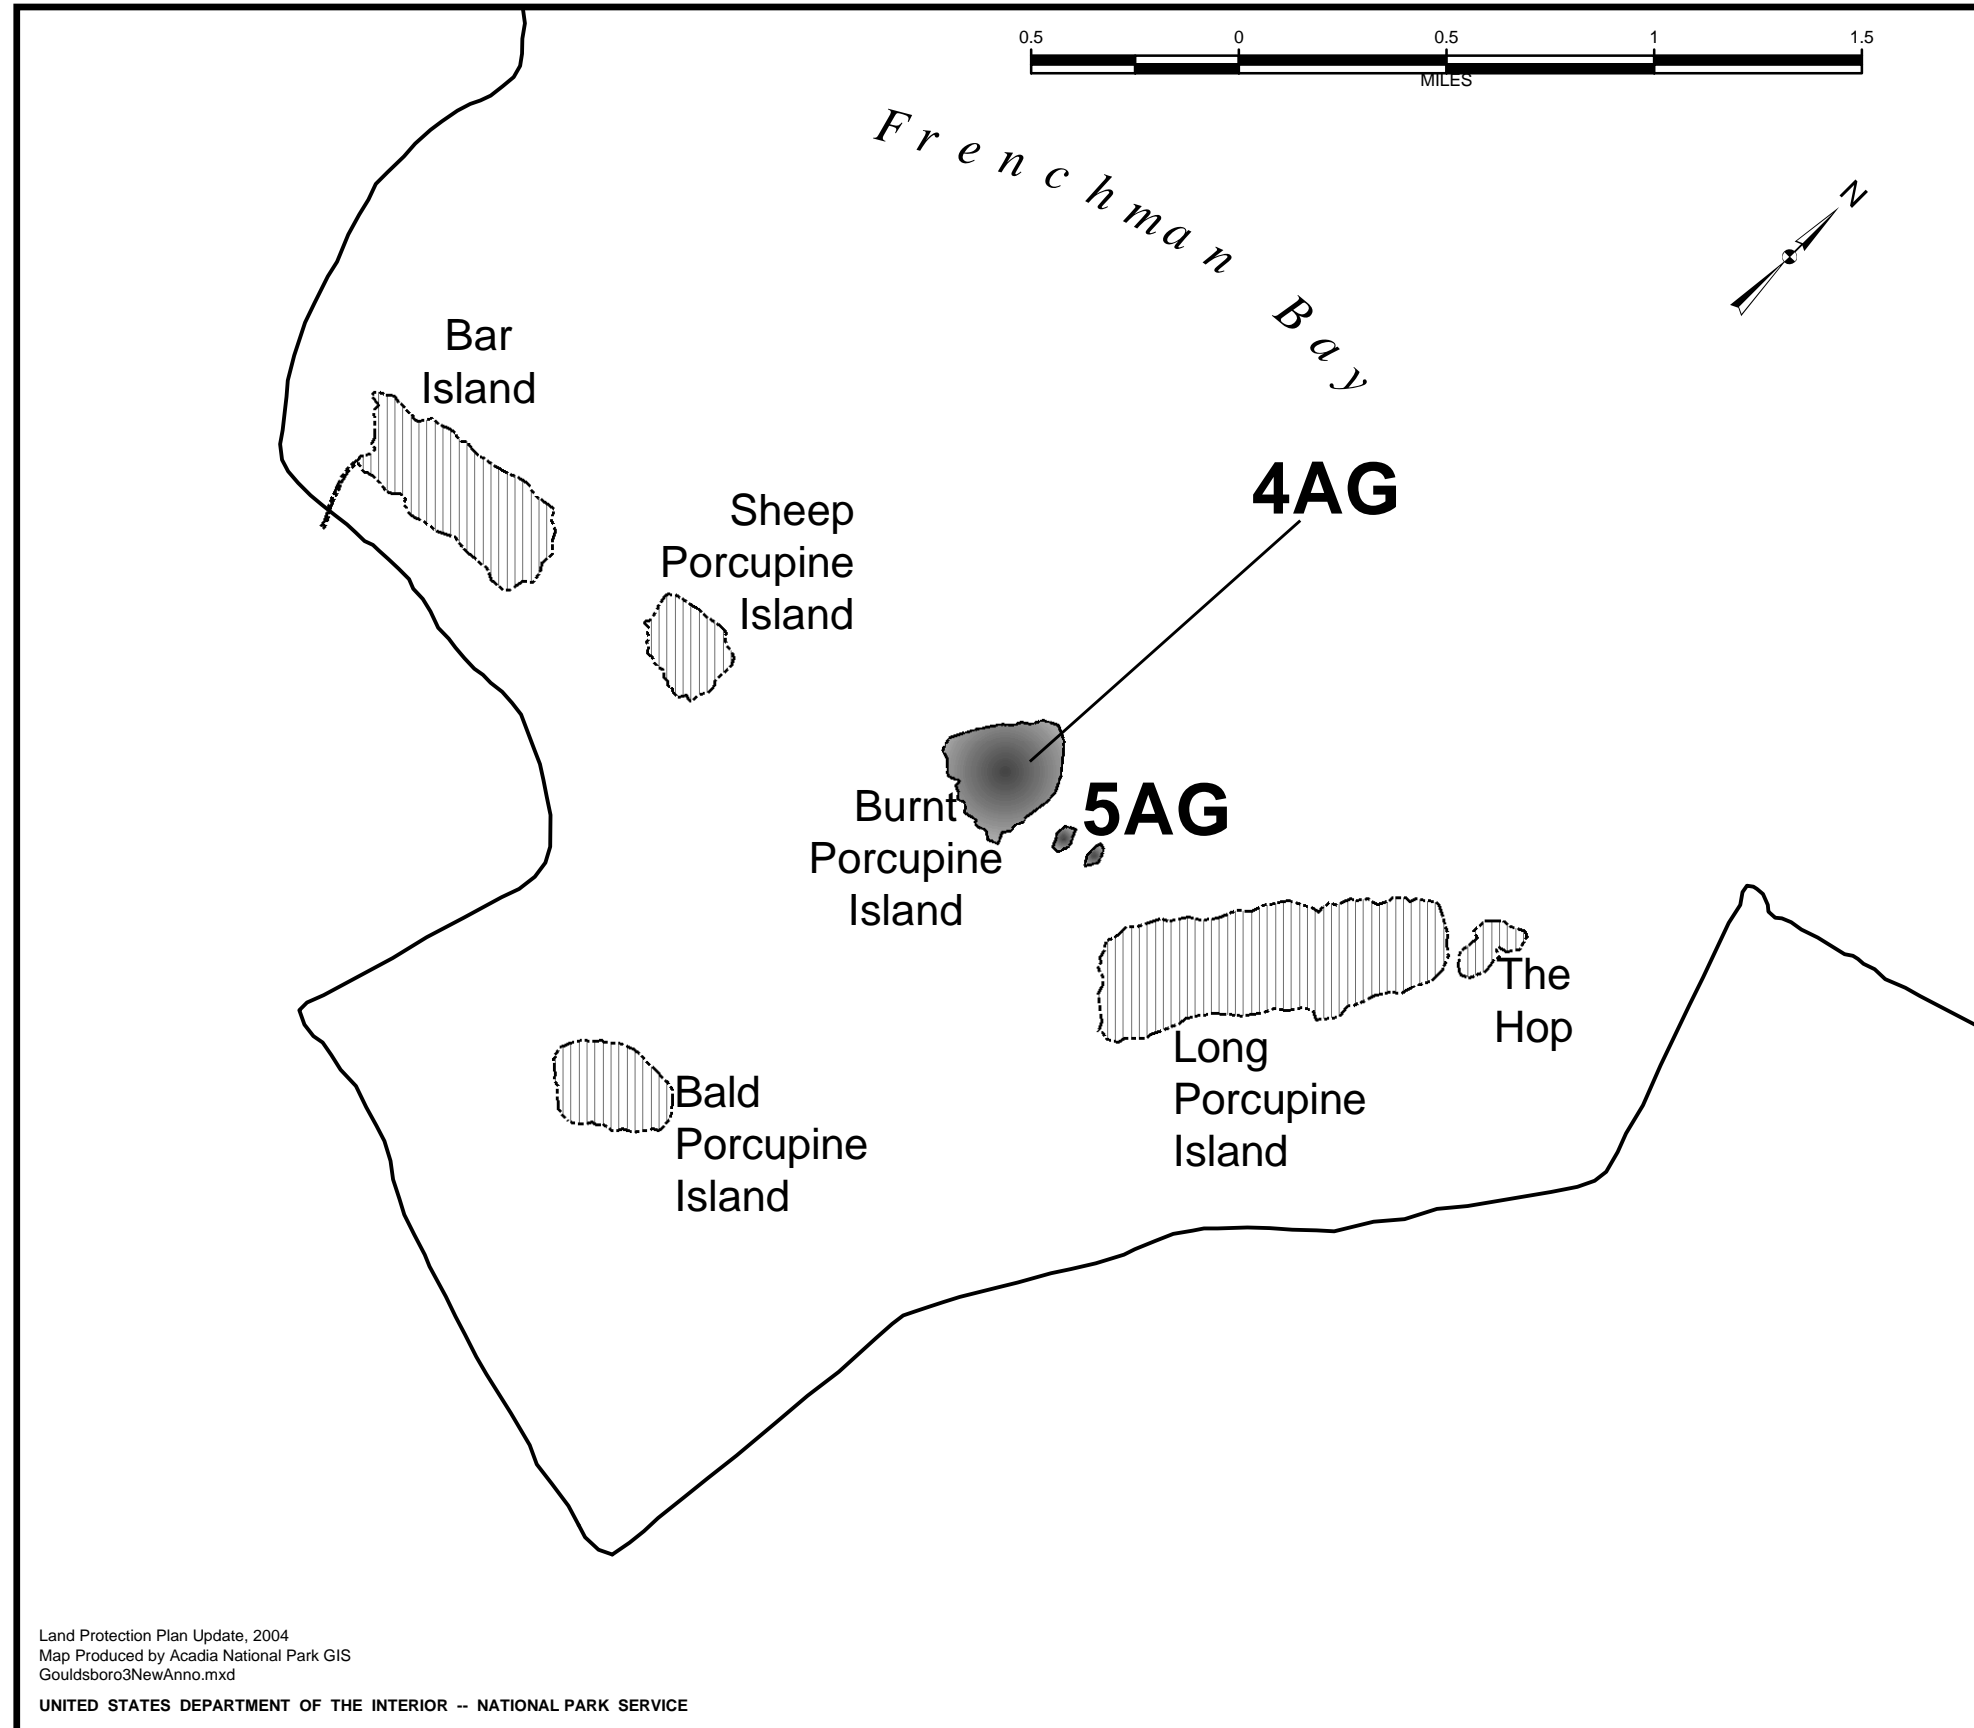 0.5 0 0.5 1 1.5
MILES
Frenchman Bay
N
Bar
Island
4AG
Sheep
Porcupine
Island
5AG
Burnt
Porcupine
Island
The
Hop
Long
Porcupine
Island
Bald
Porcupine
Island
Land Protection Plan Update, 2004
Map Produced by Acadia National Park GIS
Gouldsboro3NewAnno.mxd
UNITED STATES DEPARTMENT OF THE INTERIOR -- NATIONAL PARK SERVICE